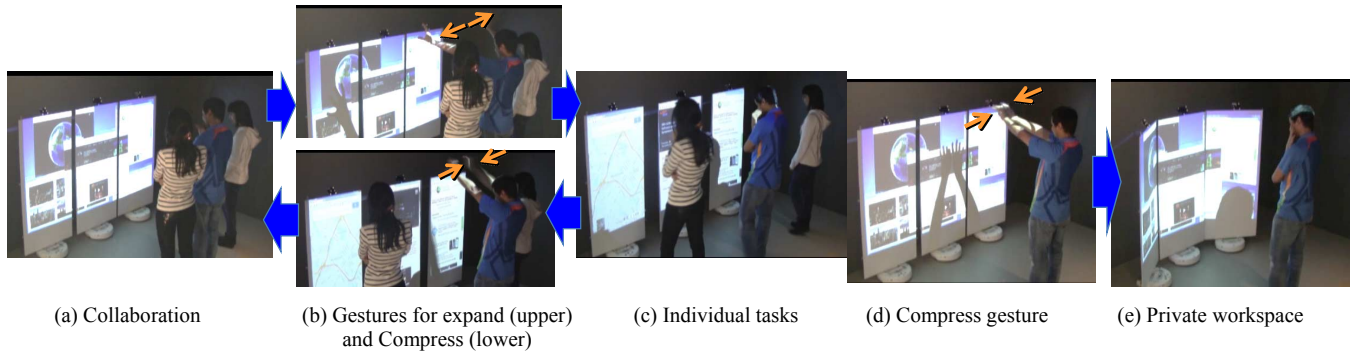 (a) Collaboration
(b) Gestures for expand (upper)
and Compress (lower)
(c) Individual tasks
(d) Compress gesture
(e) Private workspace